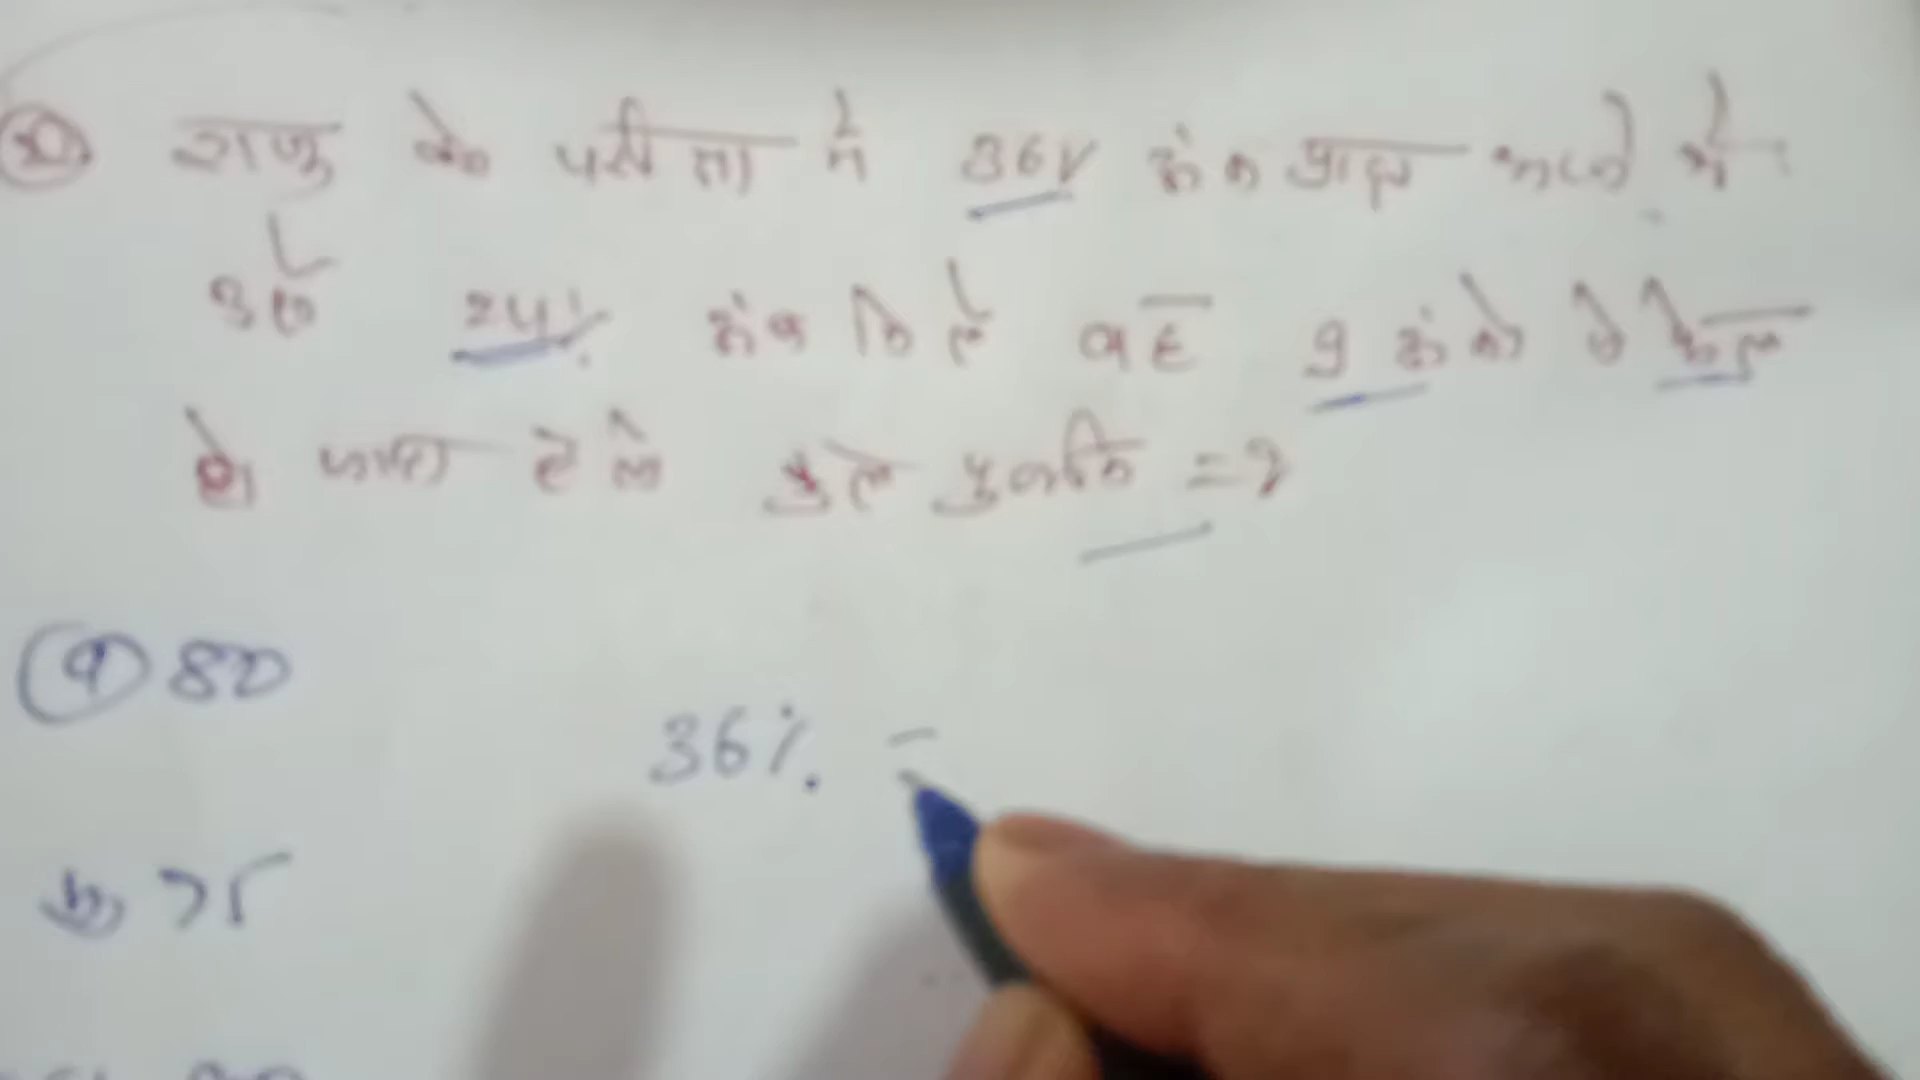 राजु को परीक्षा में 36% अंक प्राप्त करने थे
उसे 24% अंक मिले वह 9 अंको से फेल
हो जाता है तो कुल पुर्णांक = ?
(a) 80
36% =
(b) 75